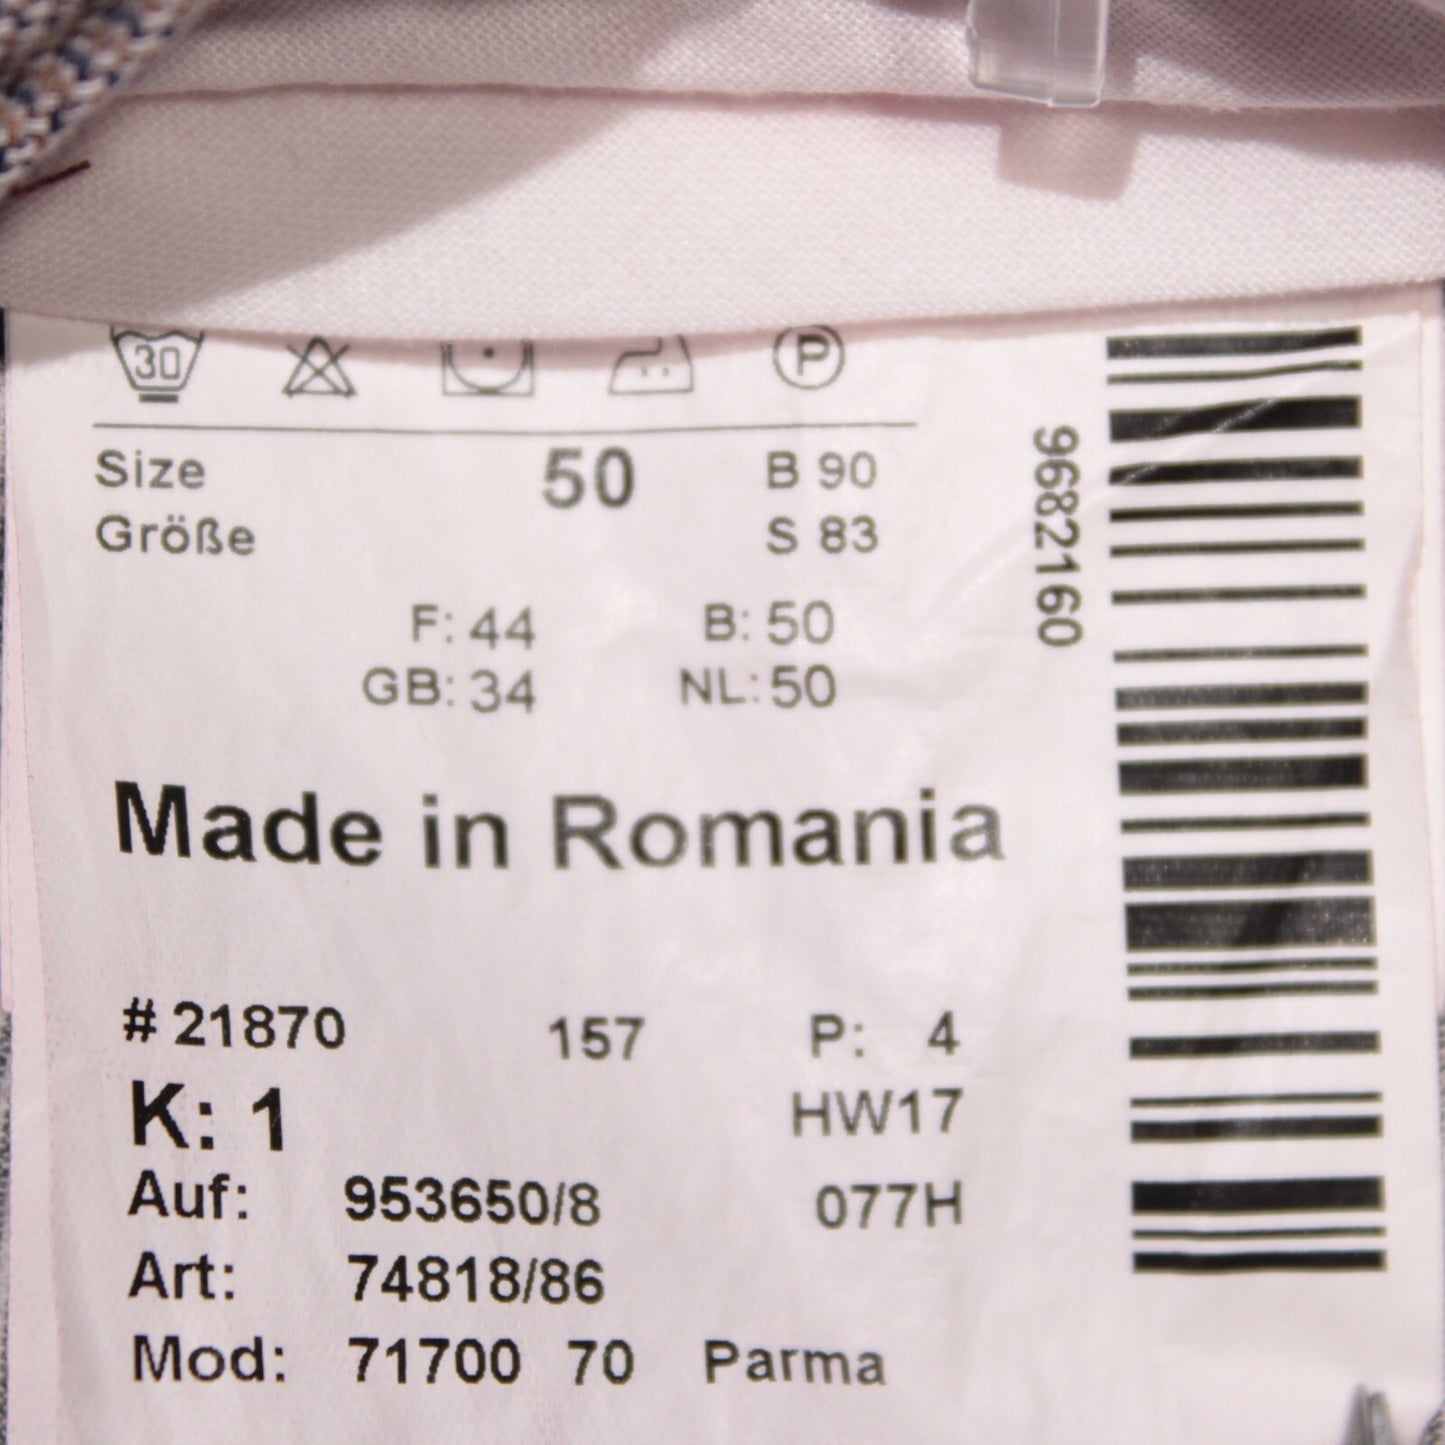 30 P
Size 50 B 90
Größe S 83
F: 44 B: 50
GB: 34 NL: 50
Made in Romania
# 21870 157 P: 4
K: 1 HW17
Auf: 953650/8 077H
Art: 74818/86
Mod: 71700 70 Parma
9682160